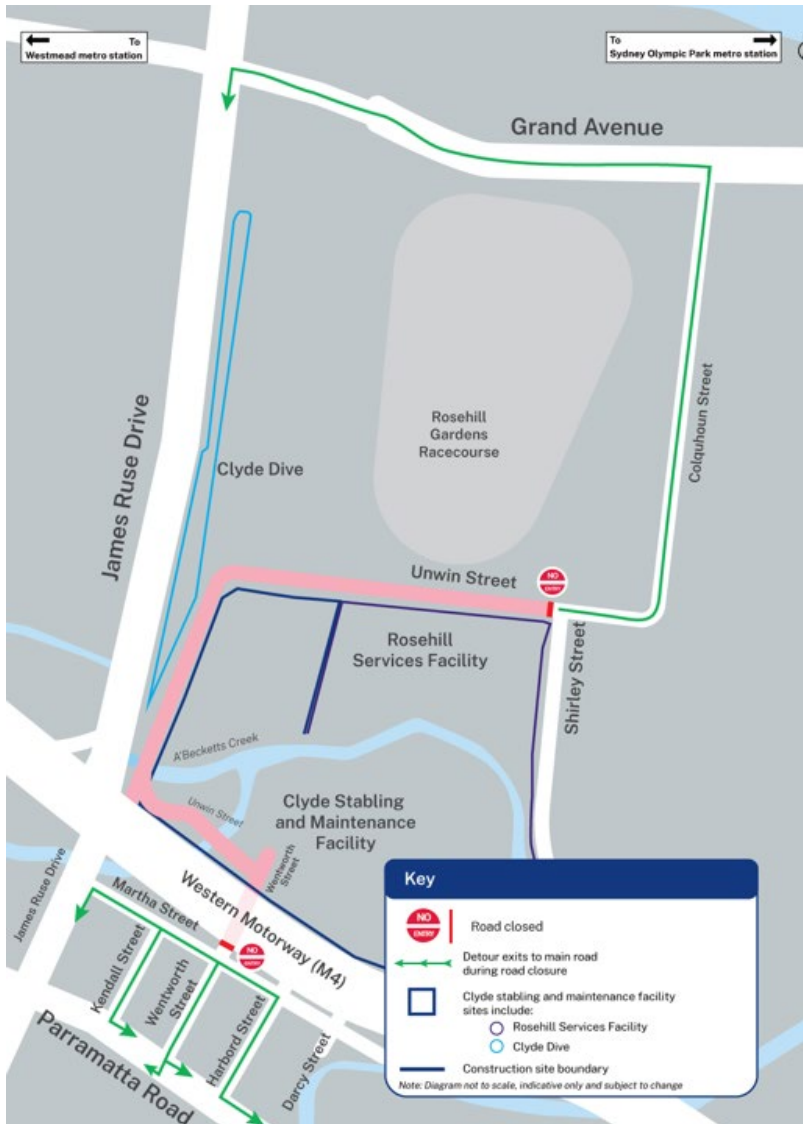 To
Westmead metro station
To
Sydney Olympic Park metro station
Grand Avenue
James Ruse Drive
Clyde Dive
Rosehill
Gardens
Racecourse
Colquhoun Street
Unwin Street
NO
ENTRY
Rosehill
Services Facility
Shirley Street
A'Becketts Creek
Unwin Street
Clyde Stabling
and Maintenance
Facility
Wentworth
Street
Western Motorway (M4)
James Ruse Drive
Martha Street
NO
ENTRY
Kendall Street
Wentworth
Street
Harbord Street
Darcy Street
Parramatta Road
Key
NO
ENTRY
Road closed
Detour exits to main road
during road closure
Clyde stabling and maintenance facility
sites include:
Rosehill Services Facility
Clyde Dive
Construction site boundary
Note: Diagram not to scale, indicative only and subject to change